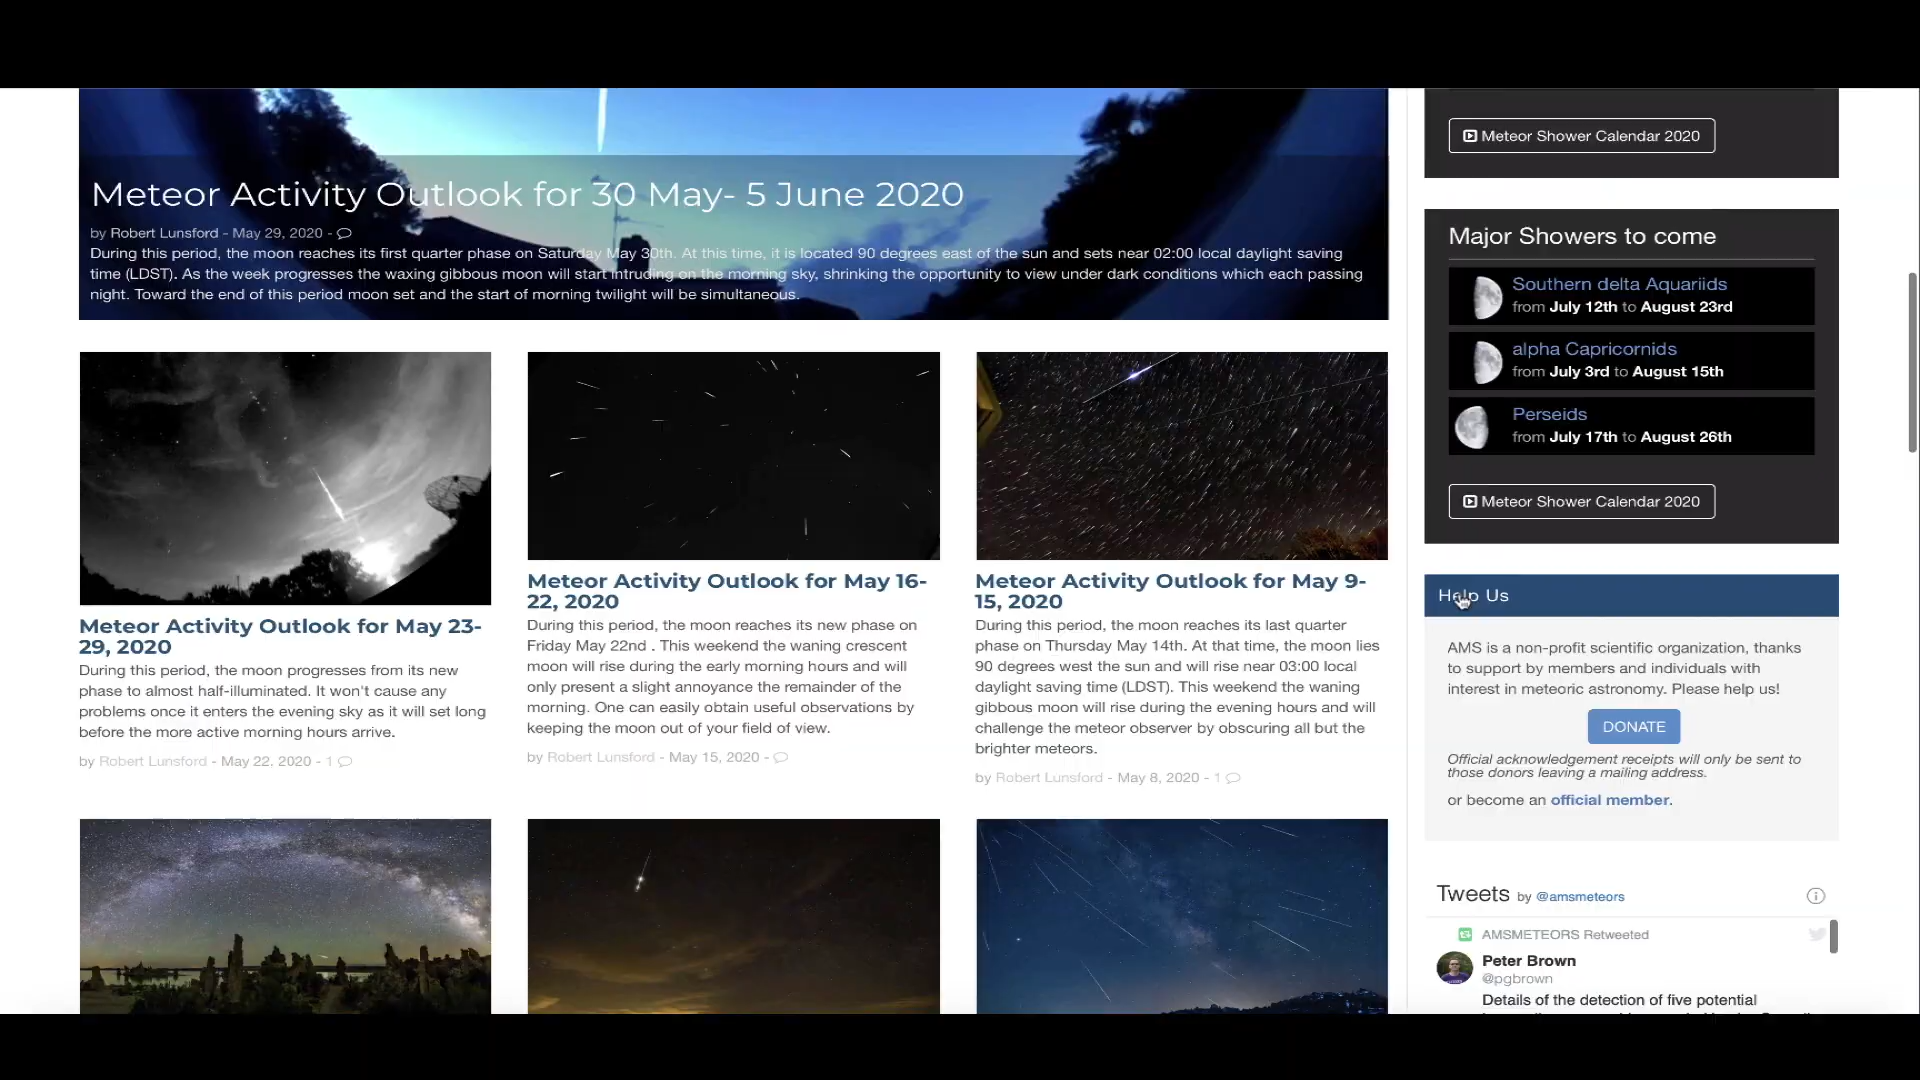 Meteor Activity Outlook for 30 May- 5 June 2020
by Robert Lunsford - May 29, 2020 -
During this period, the moon reaches its first quarter phase on Saturday May 30th. At this time, it is located 90 degrees east of the sun and sets near 02:00 local daylight saving
time (LDST). As the week progresses the waxing gibbous moon will start intruding on the morning sky, shrinking the opportunity to view under dark conditions which each passing
night. Toward the end of this period moon set and the start of morning twilight will be simultaneous.
Meteor Activity Outlook for May 23-
29, 2020
During this period, the moon progresses from its new
phase to almost half-illuminated. It won't cause any
problems once it enters the evening sky as it will set long
before the more active morning hours arrive.
by Robert Lunsford - May 22, 2020 - 1
Meteor Activity Outlook for May 16-
22, 2020
During this period, the moon reaches its new phase on
Friday May 22nd . This weekend the waning crescent
moon will rise during the early morning hours and will
only present a slight annoyance the remainder of the
morning. One can easily obtain useful observations by
keeping the moon out of your field of view.
by Robert Lunsford - May 15, 2020 -
Meteor Activity Outlook for May 9-
15, 2020
During this period, the moon reaches its last quarter
phase on Thursday May 14th. At that time, the moon lies
90 degrees west the sun and will rise near 03:00 local
daylight saving time (LDST). This weekend the waning
gibbous moon will rise during the evening hours and will
challenge the meteor observer by obscuring all but the
brighter meteors.
by Robert Lunsford - May 8, 2020 - 1
Meteor Shower Calendar 2020
Major Showers to come
Southern delta Aquariids
from July 12th to August 23rd
alpha Capricornids
from July 3rd to August 15th
Perseids
from July 17th to August 26th
Meteor Shower Calendar 2020
Help Us
AMS is a non-profit scientific organization, thanks
to support by members and individuals with
interest in meteoric astronomy. Please help us!
DONATE
Official acknowledgement receipts will only be sent to
those donors leaving a mailing address.
or become an official member.
Tweets by @amsmeteors
AMSMETEORS Retweeted
Peter Brown
@pgbrown
Details of the detection of five potential